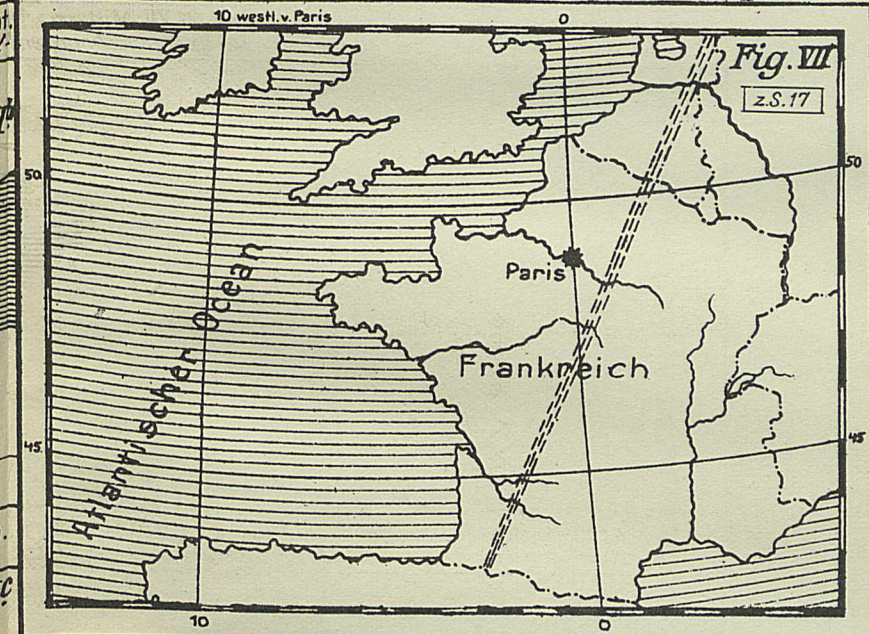 10 westl. v. Paris
0
Fig. VII
z.S.17
50
50
Paris
Atlantischer Ocean
Frankreich
45
45
10
0